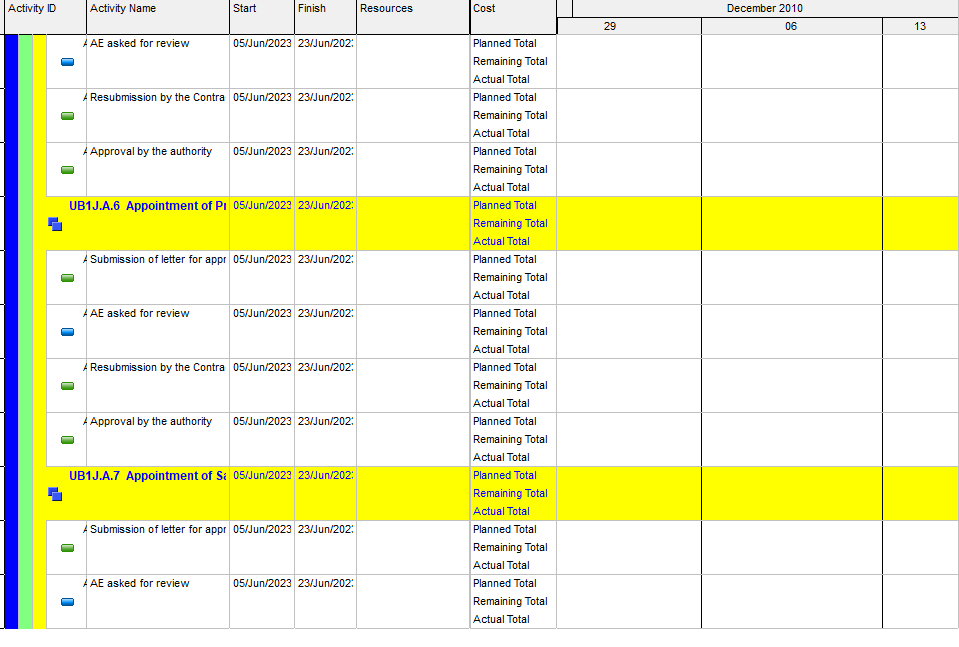 Activity ID Activity Name Start Finish Resources Cost December 2010
29 06 13
AE asked for review 05/Jun/2023 23/Jun/202 Planned Total
Remaining Total
Actual Total
Resubmission by the Contra 05/Jun/2023 23/Jun/202 Planned Total
Remaining Total
Actual Total
Approval by the authority 05/Jun/2023 23/Jun/202 Planned Total
Remaining Total
Actual Total
UB1J.A.6 Appointment of P 05/Jun/2023 23/Jun/202 Planned Total
Remaining Total
Actual Total
Submission of letter for appr 05/Jun/2023 23/Jun/202 Planned Total
Remaining Total
Actual Total
AE asked for review 05/Jun/2023 23/Jun/202 Planned Total
Remaining Total
Actual Total
Resubmission by the Contra 05/Jun/2023 23/Jun/202 Planned Total
Remaining Total
Actual Total
Approval by the authority 05/Jun/2023 23/Jun/202 Planned Total
Remaining Total
Actual Total
UB1J.A.7 Appointment of Sa 05/Jun/2023 23/Jun/202 Planned Total
Remaining Total
Actual Total
Submission of letter for appr 05/Jun/2023 23/Jun/202 Planned Total
Remaining Total
Actual Total
AE asked for review 05/Jun/2023 23/Jun/202 Planned Total
Remaining Total
Actual Total